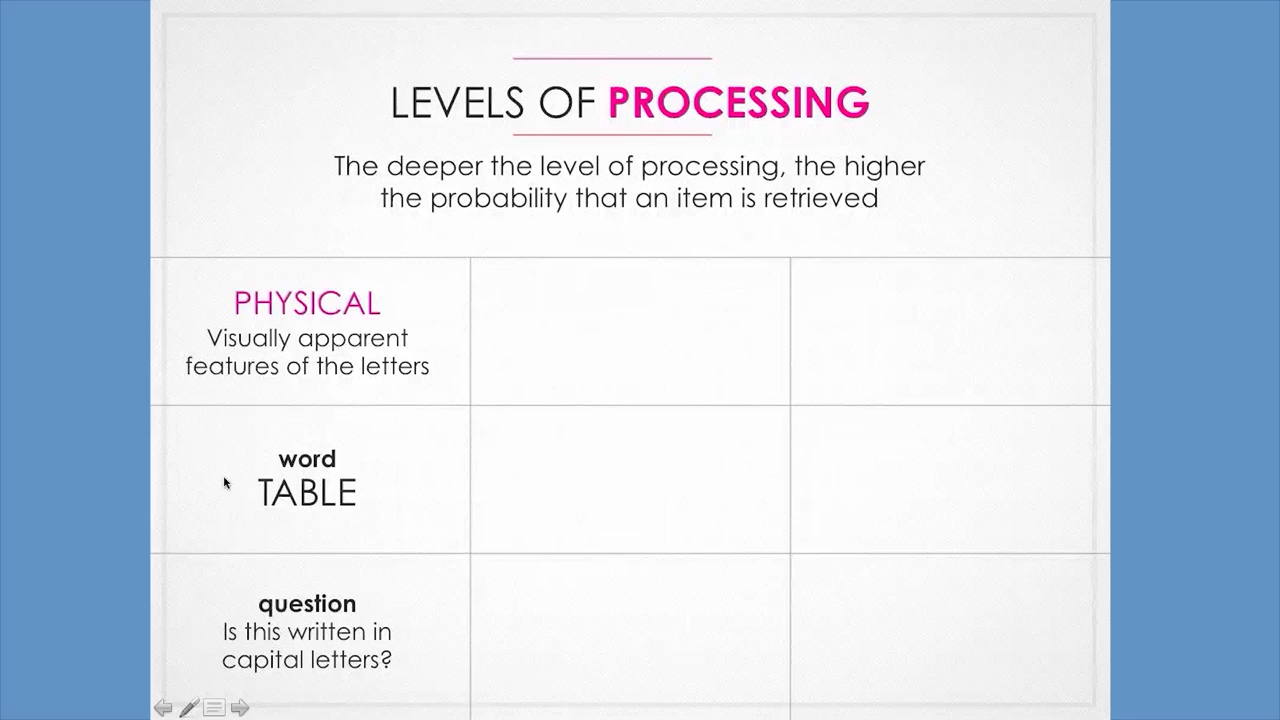 LEVELS OF PROCESSING
The deeper the level of processing, the higher
the probability that an item is retrieved
PHYSICAL
Visually apparent
features of the letters
word
TABLE
question
Is this written in
capital letters?